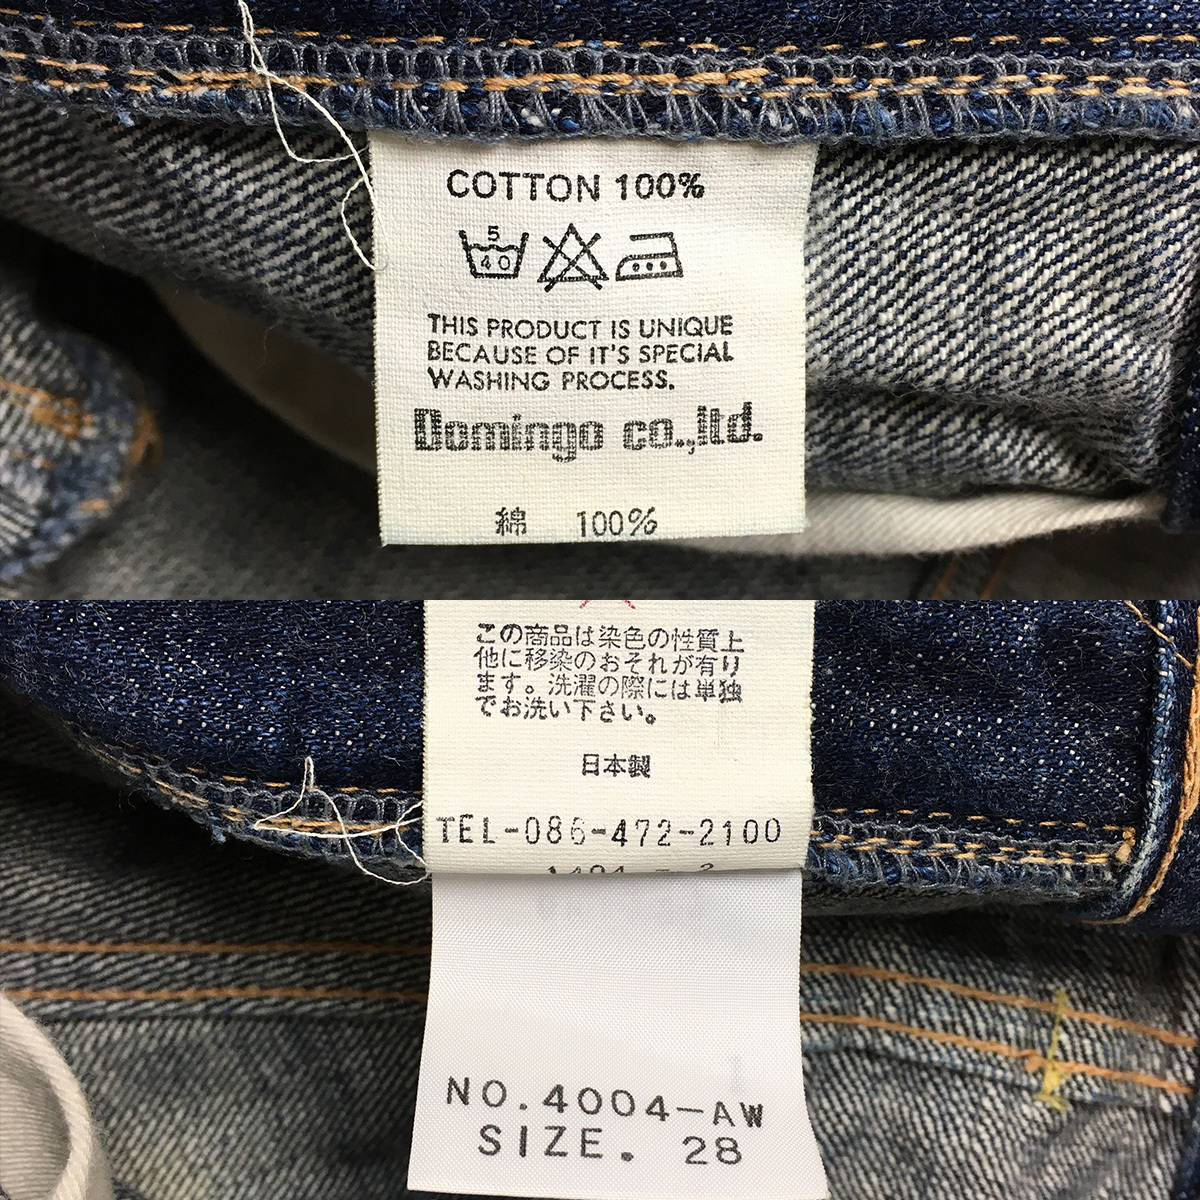 COTTON 100%
5
40
THIS PRODUCT IS UNIQUE
BECAUSE OF IT'S SPECIAL
WASHING PROCESS.
Domingo co.,ltd.
綿 100%
この商品は染色の性質上
他に移染のおそれが有り
ます。洗濯の際には単独
でお洗い下さい。
日本製
TEL-086-472-2100
NO.4004-AW
SIZE. 28